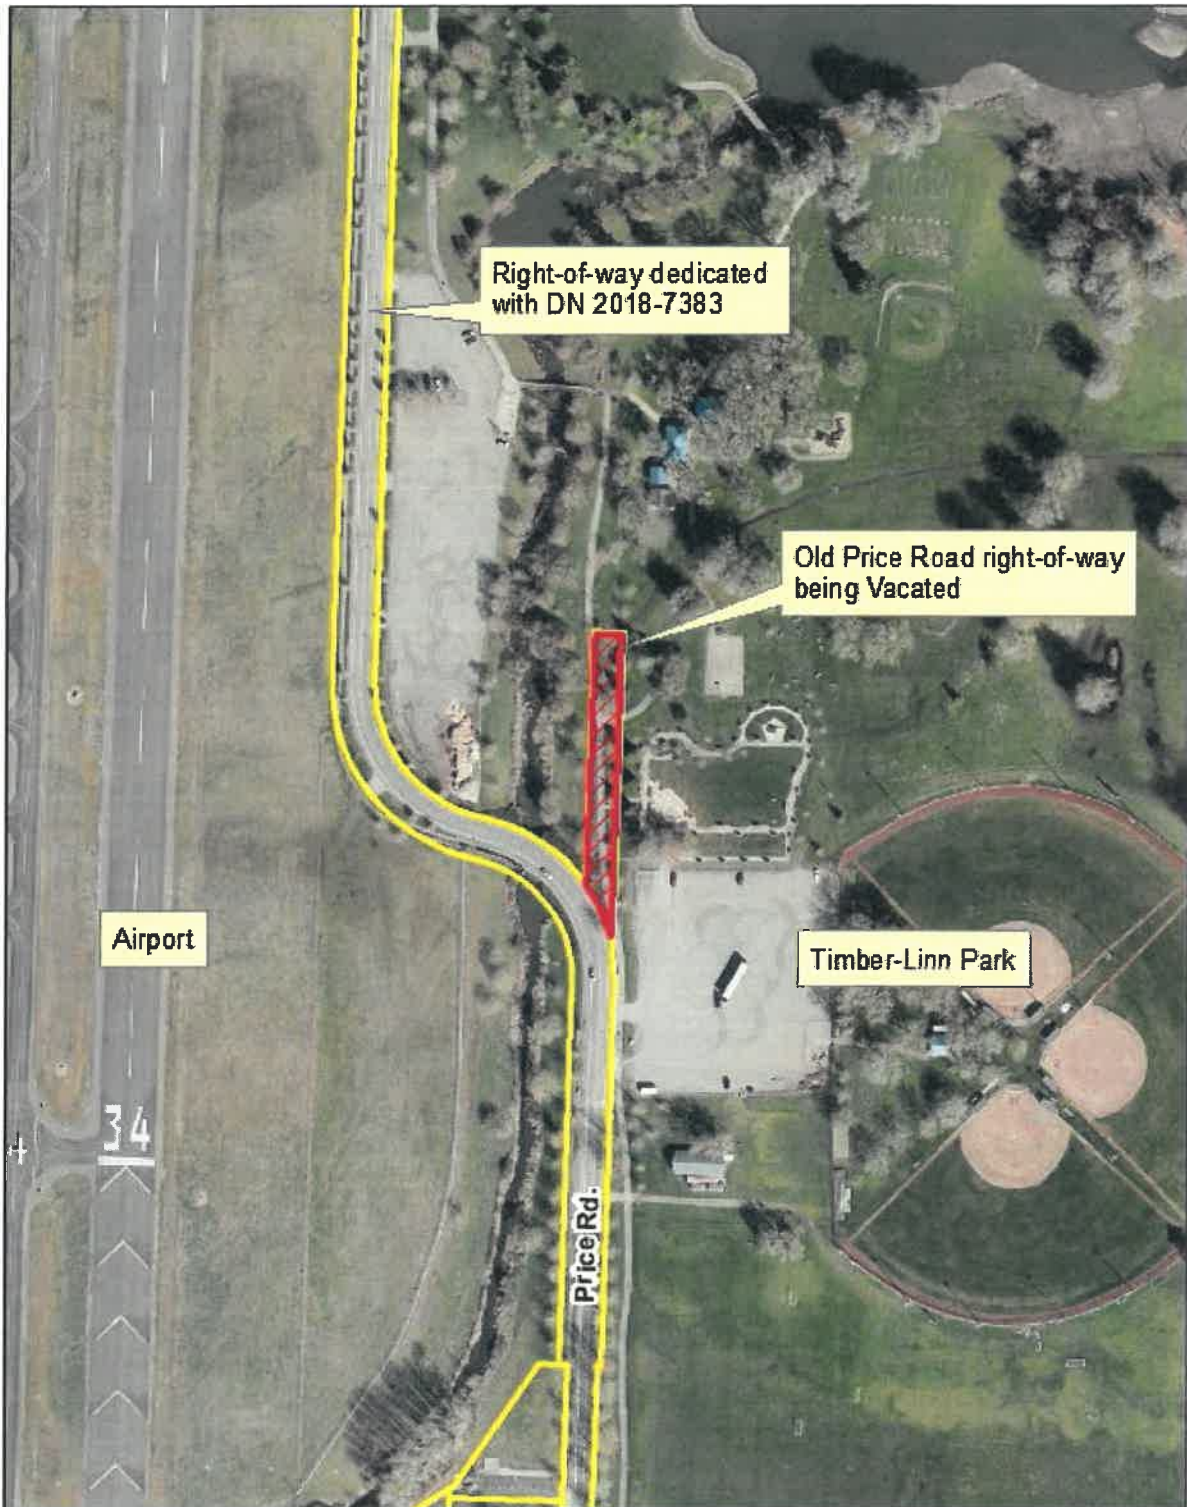 Right-of-way dedicated
with DN 2018-7383
Old Price Road right-of-way
being Vacated
Airport
Timber-Linn Park
34
Price Rd.